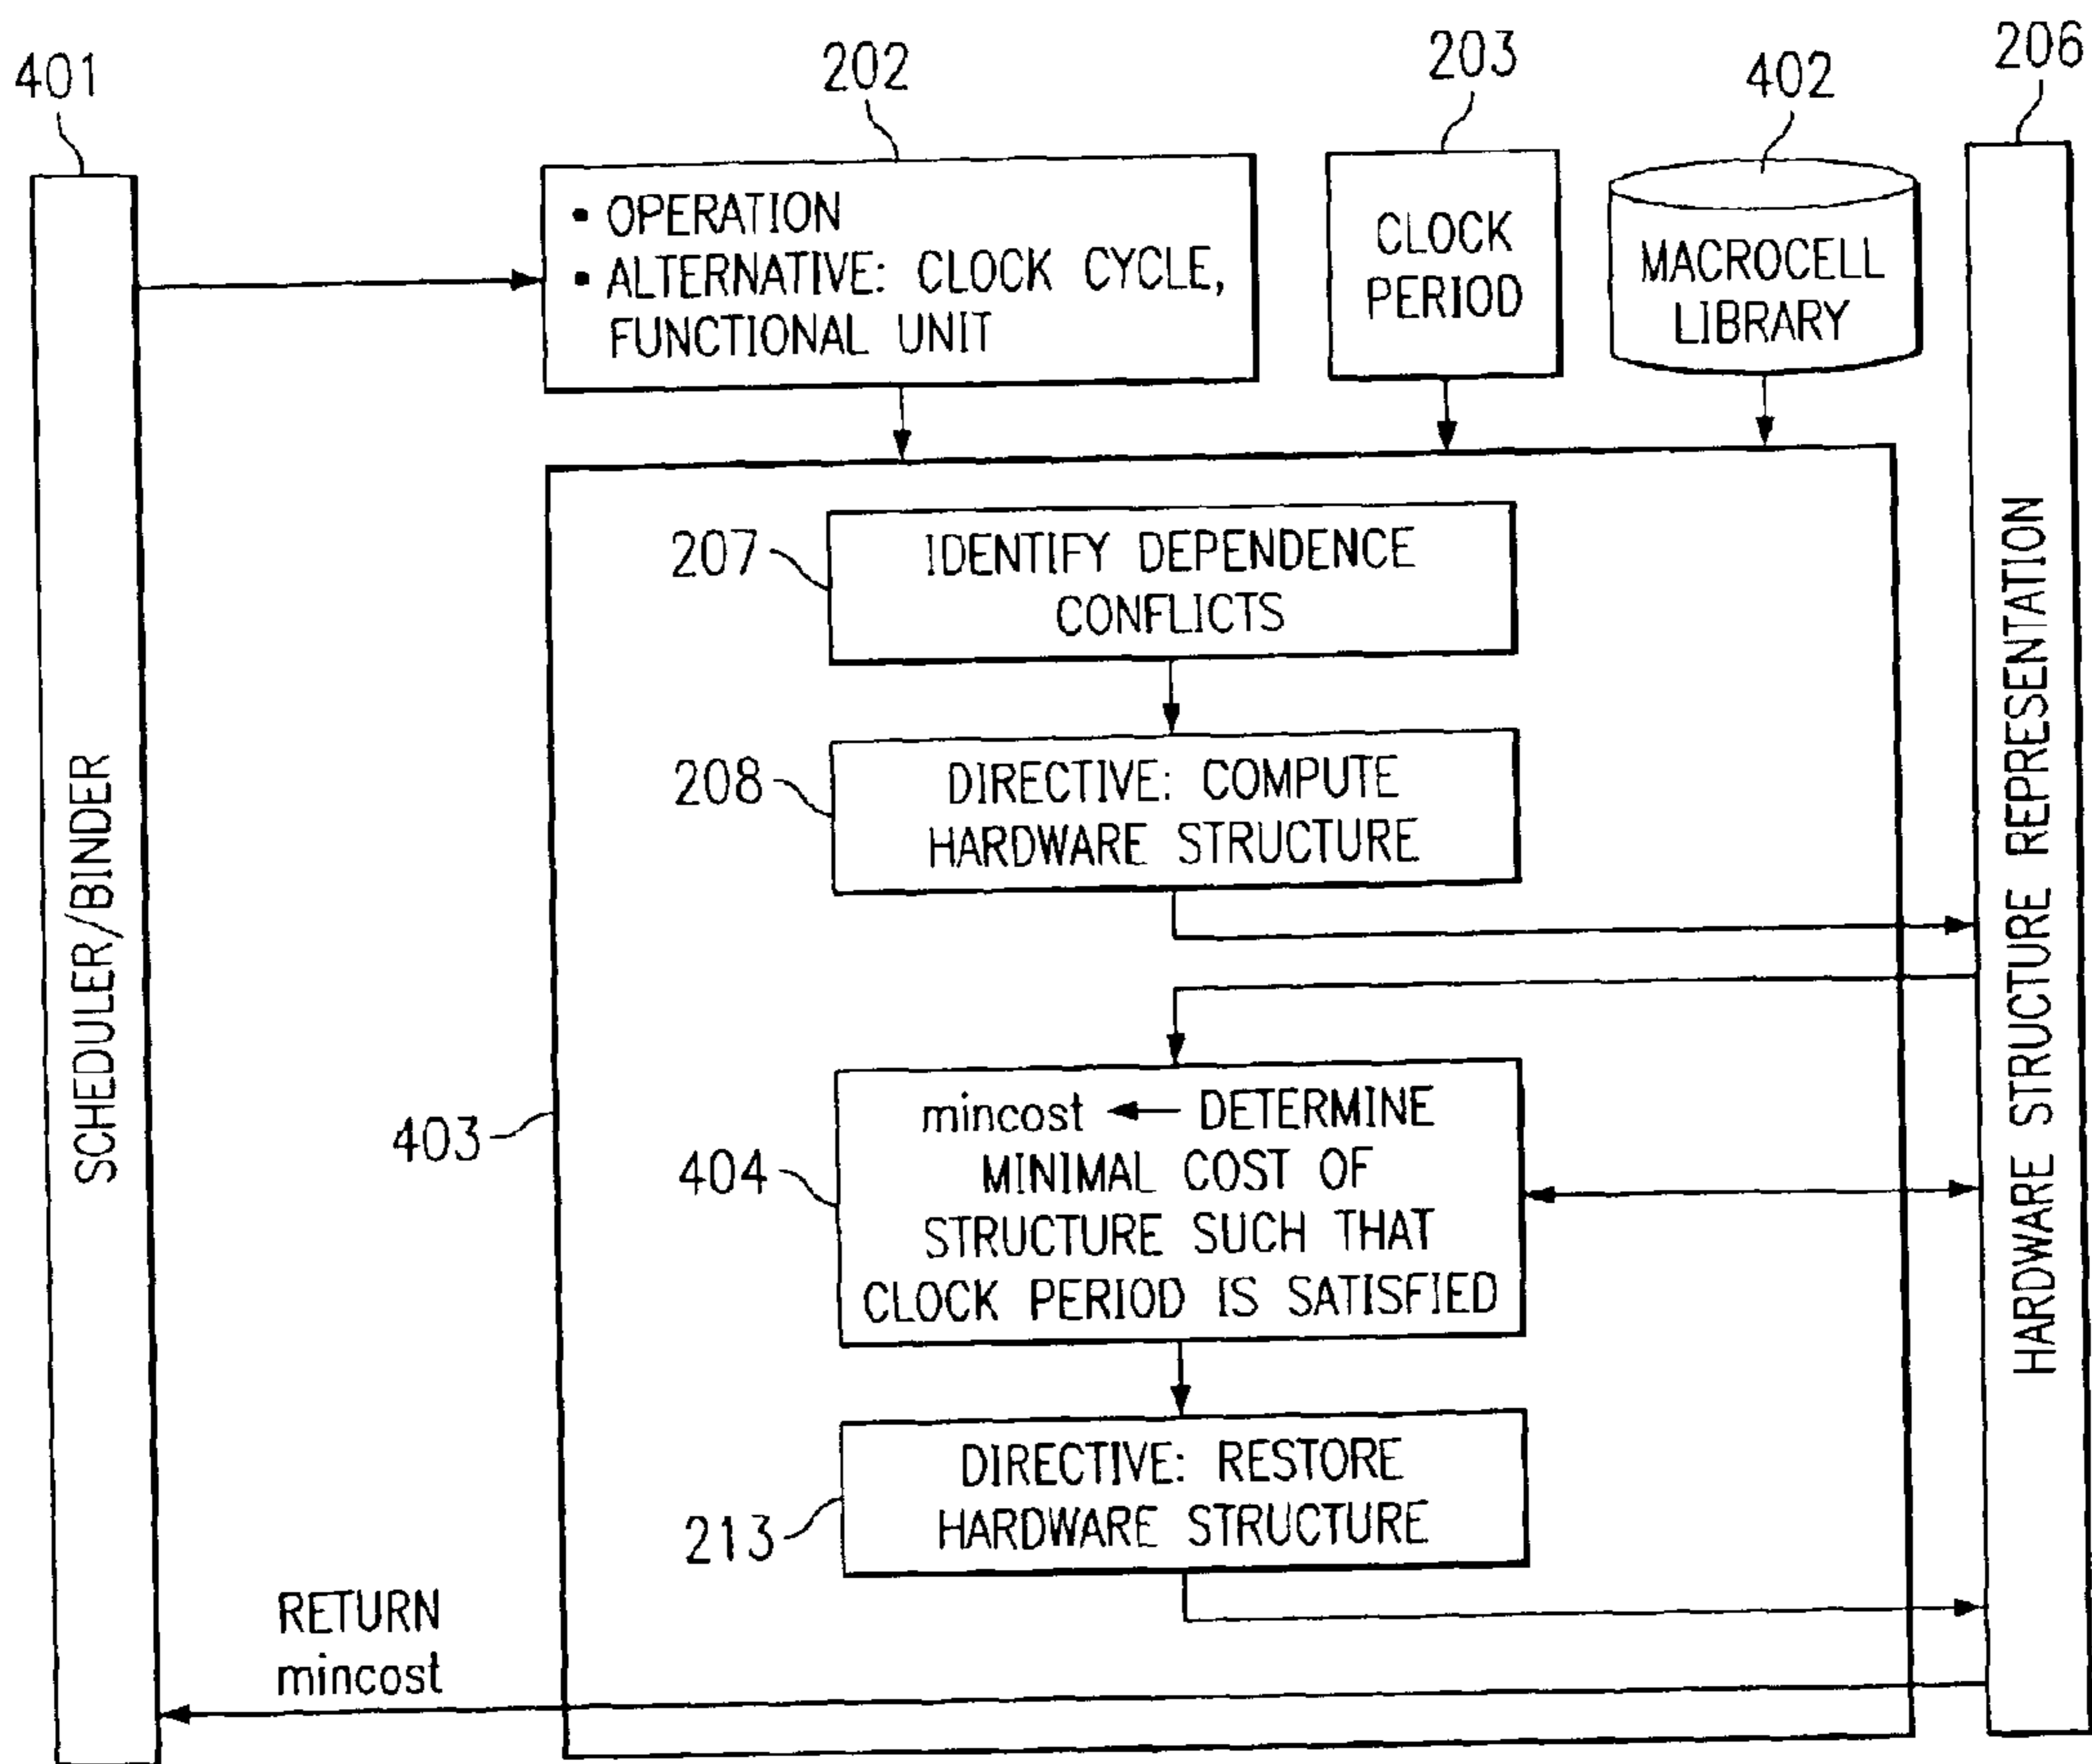 401
202
203
402
206
• OPERATION
• ALTERNATIVE: CLOCK CYCLE,
FUNCTIONAL UNIT
CLOCK
PERIOD
MACROCELL
LIBRARY
SCHEDULER/BINDER
HARDWARE STRUCTURE REPRESENTATION
403
207
IDENTIFY DEPENDENCE
CONFLICTS
208
DIRECTIVE: COMPUTE
HARDWARE STRUCTURE
404
mincost ← DETERMINE
MINIMAL COST OF
STRUCTURE SUCH THAT
CLOCK PERIOD IS SATISFIED
213
DIRECTIVE: RESTORE
HARDWARE STRUCTURE
RETURN
mincost